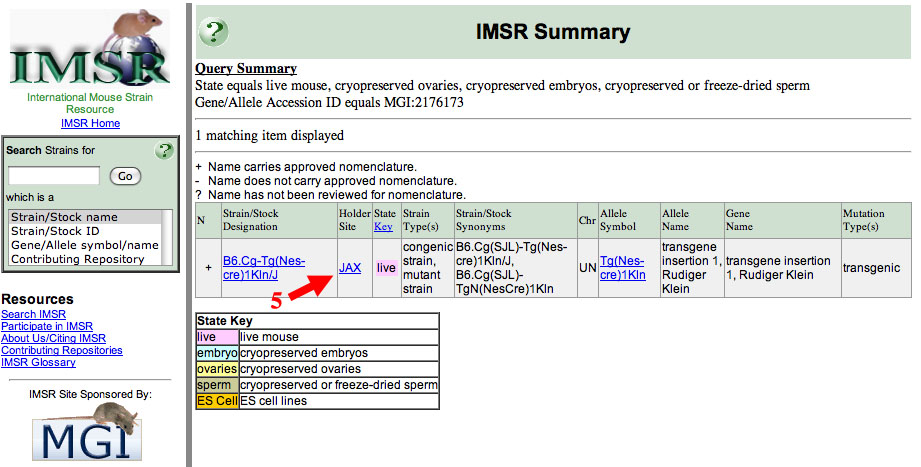 IMSR
International Mouse Strain
Resource
IMSR Home
Search Strains for
?
Go
which is a
Strain/Stock name
Strain/Stock ID
Gene/Allele symbol/name
Contributing Repository
Resources
Search IMSR
Participate in IMSR
About Us/Citing IMSR
Contributing Repositories
IMSR Glossary
IMSR Site Sponsored By:
MGI
?
IMSR Summary
Query Summary
State equals live mouse, cryopreserved ovaries, cryopreserved embryos, cryopreserved or freeze-dried sperm
Gene/Allele Accession ID equals MGI:2176173
1 matching item displayed
+ Name carries approved nomenclature.
- Name does not carry approved nomenclature.
? Name has not been reviewed for nomenclature.
N
Strain/Stock
Designation
Holder
Site
State
Key
Strain
Type(s)
Strain/Stock
Synonyms
Chr
Allele
Symbol
Allele
Name
Gene
Name
Mutation
Type(s)
+
B6.Cg-Tg(Nes-
cre)1Kln/J
JAX
live
congenic
strain,
mutant
strain
B6.Cg(SJL)-Tg(Nes-
cre)1Kln/J,
B6.Cg(SJL)-
TgN(NesCre)1Kln
UN
Tg(Nes-
cre)1Kln
transgene
insertion 1,
Rudiger
Klein
transgene insertion
1, Rudiger Klein
transgenic
5
State Key
live live mouse
embryo cryopreserved embryos
ovaries cryopreserved ovaries
sperm cryopreserved or freeze-dried sperm
ES Cell ES cell lines